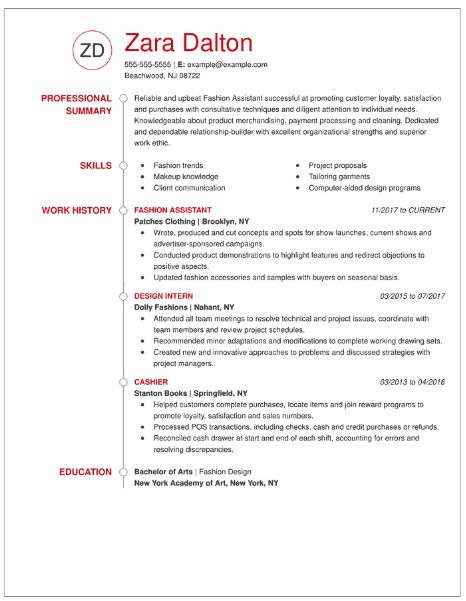 ZD
Zara Dalton
555-555-5555 | E: example@example.com
Beachwood, NJ 08722
PROFESSIONAL
SUMMARY
Reliable and upbeat Fashion Assistant successful at promoting customer loyalty, satisfaction
and purchases with consultative techniques and diligent attention to individual needs.
Knowledgeable about product merchandising, payment processing and cleaning. Dedicated
and dependable relationship-builder with excellent organizational strengths and superior
work ethic.
SKILLS
• Fashion trends
• Makeup knowledge
• Client communication
• Project proposals
• Tailoring garments
• Computer-aided design programs
WORK HISTORY
FASHION ASSISTANT 11/2017 to CURRENT
Patches Clothing | Brooklyn, NY
• Wrote, produced and cut concepts and spots for show launches, current shows and
advertiser-sponsored campaigns.
• Conducted product demonstrations to highlight features and redirect objections to
positive aspects.
• Updated fashion accessories and samples with buyers on seasonal basis.
DESIGN INTERN 03/2015 to 07/2017
Dolly Fashions | Nahant, NY
• Attended all team meetings to resolve technical and project issues, coordinate with
team members and review project schedules.
• Recommended minor adaptations and modifications to complete working drawing sets.
• Created new and innovative approaches to problems and discussed strategies with
project managers.
CASHIER 03/2013 to 04/2016
Stanton Books | Springfield, NY
• Helped customers complete purchases, locate items and join reward programs to
promote loyalty, satisfaction and sales numbers.
• Processed POS transactions, including checks, cash and credit purchases or refunds.
• Reconciled cash drawer at start and end of each shift, accounting for errors and
resolving discrepancies.
EDUCATION
Bachelor of Arts | Fashion Design
New York Academy of Art, New York, NY